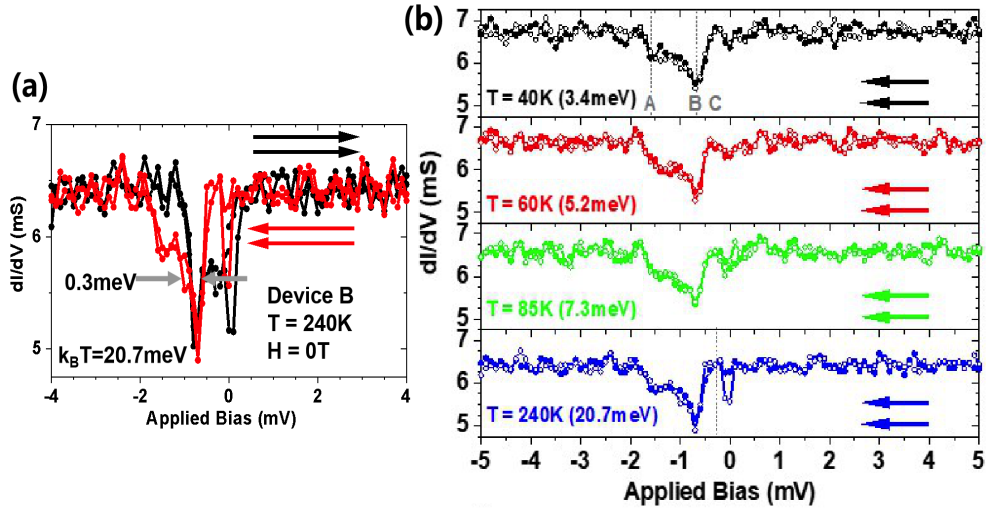 (a)
7
6
5
dI/dV (mS)
0.3meV
k_BT=20.7meV
Device B
T = 240K
H = 0T
-4 -2 0 2 4
Applied Bias (mV)
(b)
7
6
5
T = 40K (3.4meV)
A B C
7
6
5
T = 60K (5.2meV)
7
6
5
T = 85K (7.3meV)
7
6
5
T = 240K (20.7meV)
dI/dV (mS)
-5 -4 -3 -2 -1 0 1 2 3 4 5
Applied Bias (mV)